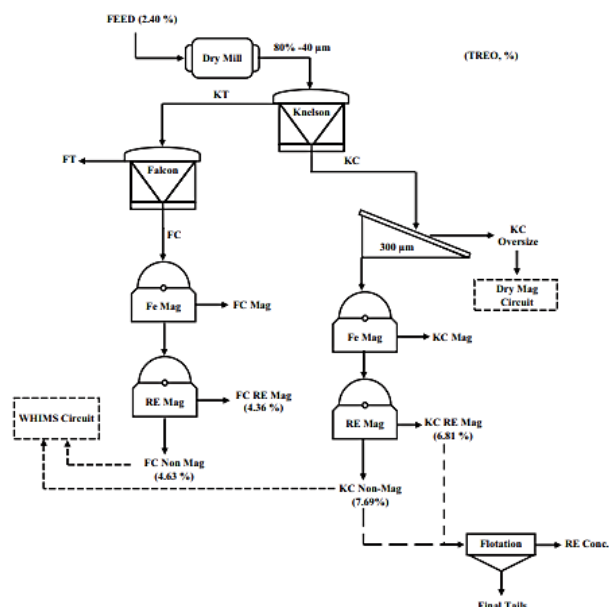 FEED (2.40 %)
80% -40 µm
Dry Mill
(TREO, %)
KT
Knelson
FT
Falcon
KC
FC
300 µm
KC
Oversize
Dry Mag
Circuit
Fe Mag
FC Mag
Fe Mag
KC Mag
RE Mag
FC RE Mag
(4.36 %)
WHIMS Circuit
RE Mag
KC RE Mag
(6.81 %)
FC Non Mag
(4.63 %)
KC Non-Mag
(7.69%)
Flotation
RE Conc.
Final Tails